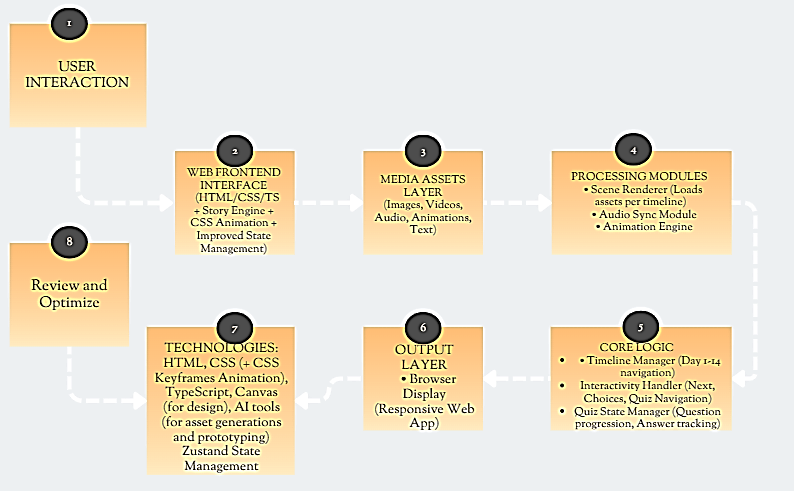 1
USER
INTERACTION
2
WEB FRONTEND
INTERFACE
(HTML/CSS/TS
+ Story Engine +
CSS Animation +
Improved State
Management)
3
MEDIA ASSETS
LAYER
(Images, Videos,
Audio, Animations,
Text)
4
PROCESSING MODULES
• Scene Renderer (Loads
assets per timeline)
• Audio Sync Module
• Animation Engine
5
CORE LOGIC
• • Timeline Manager (Day 1-14
navigation)
• Interactivity Handler (Next,
Choices, Quiz Navigation)
• Quiz State Manager (Question
progression, Answer tracking)
6
OUTPUT
LAYER
• Browser
Display
(Responsive Web
App)
7
TECHNOLOGIES:
HTML, CSS (+ CSS
Keyframes Animation),
TypeScript, Canvas
(for design), AI tools
(for asset generations
and prototyping)
Zustand State
Management
8
Review and
Optimize